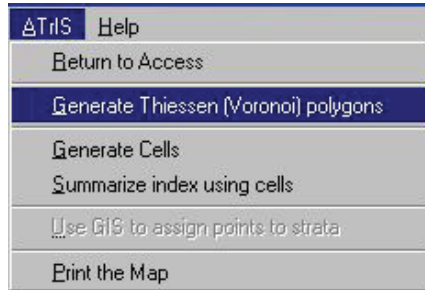 ATrIS Help
Return to Access
Generate Thiessen (Voronoi) polygons
Generate Cells
Summarize index using cells
Use GIS to assign points to strata
Print the Map